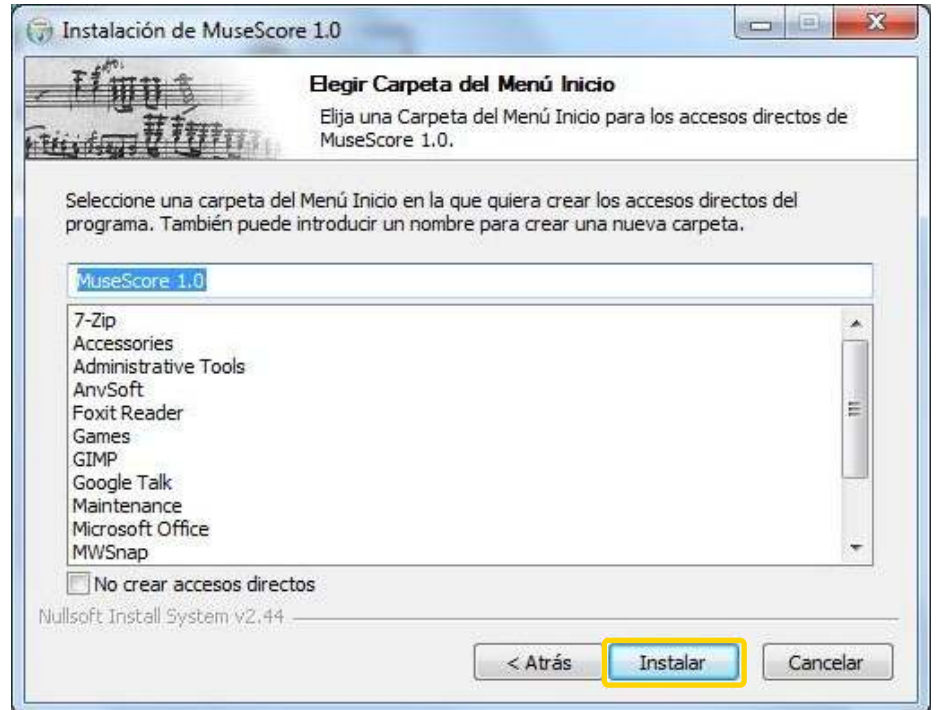 Instalación de MuseScore 1.0
Elegir Carpeta del Menú Inicio
Elija una Carpeta del Menú Inicio para los accesos directos de
MuseScore 1.0.
Seleccione una carpeta del Menú Inicio en la que quiera crear los accesos directos del
programa. También puede introducir un nombre para crear una nueva carpeta.
MuseScore 1.0
7-Zip
Accessories
Administrative Tools
AnvSoft
Foxit Reader
Games
GIMP
Google Talk
Maintenance
Microsoft Office
MWSnap
No crear accesos directos
Nullsoft Install System v2.44
< Atrás Instalar Cancelar